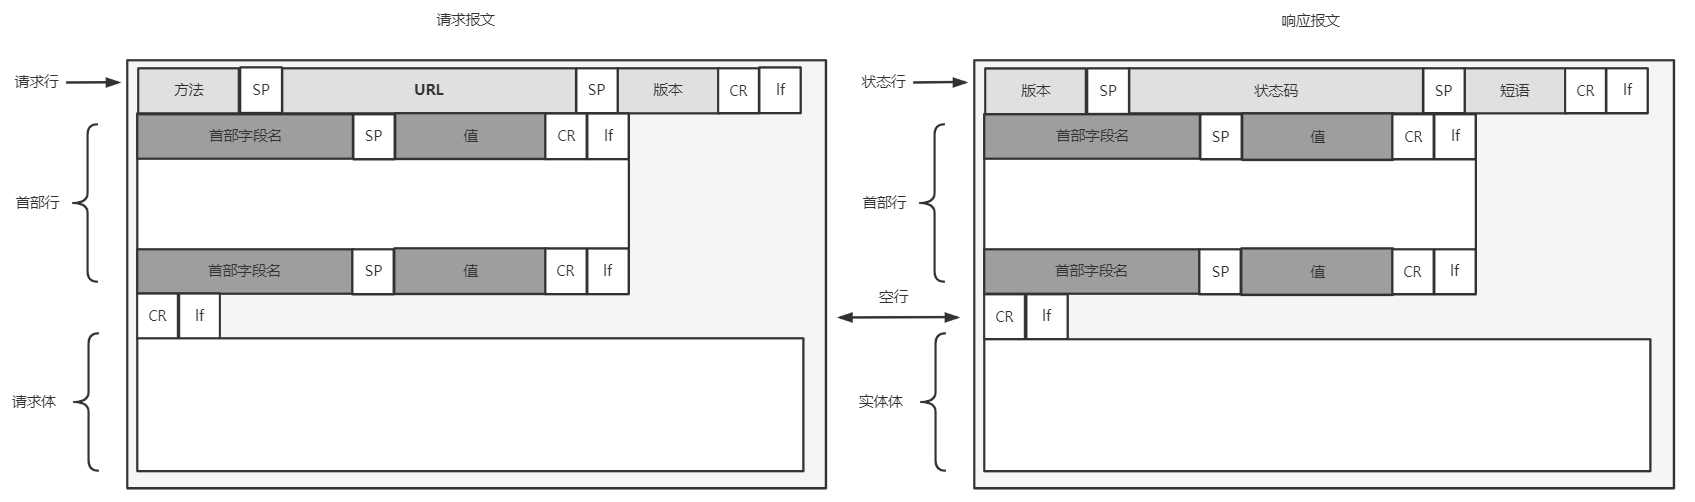 请求报文
请求行
方法 SP URL SP 版本 CR lf
首部行
首部字段名 SP 值 CR lf
首部字段名 SP 值 CR lf
CR lf
请求体
空行
响应报文
状态行
版本 SP 状态码 SP 短语 CR lf
首部行
首部字段名 SP 值 CR lf
首部字段名 SP 值 CR lf
CR lf
实体体